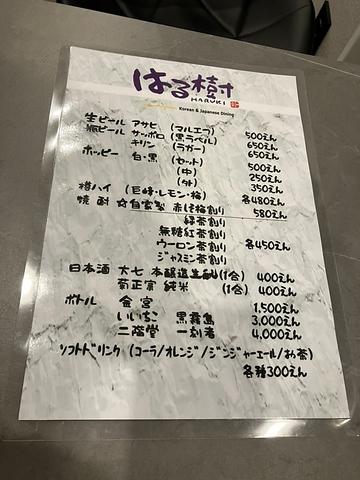 はる樹
HARUKI
Korean & Japanese Dining
生ビール アサヒ (マルエフ) 500えん
瓶ビール サッポロ (黒ラベル) 650えん
キリン (ラガー) 650えん
ホッピー 白・黒 (セット) 500えん
(中) 250えん
(外) 350えん
樽ハイ (巨峰・レモン・梅) 各480えん
焼酎 ☆自家製 赤しそ梅割り 580えん
緑茶割り
無糖紅茶割り
ウーロン茶割り 各450えん
ジャスミン茶割り
日本酒 大七 本醸造生酛 (1合) 400えん
菊正宗 純米 (1合) 400えん
ボトル 金宮 1,500えん
いいちこ 黒霧島 3,000えん
二階堂 一刻者 4,000えん
ソフトドリンク (コーラ/オレンジ/ジンジャーエール/お茶)
各種300えん